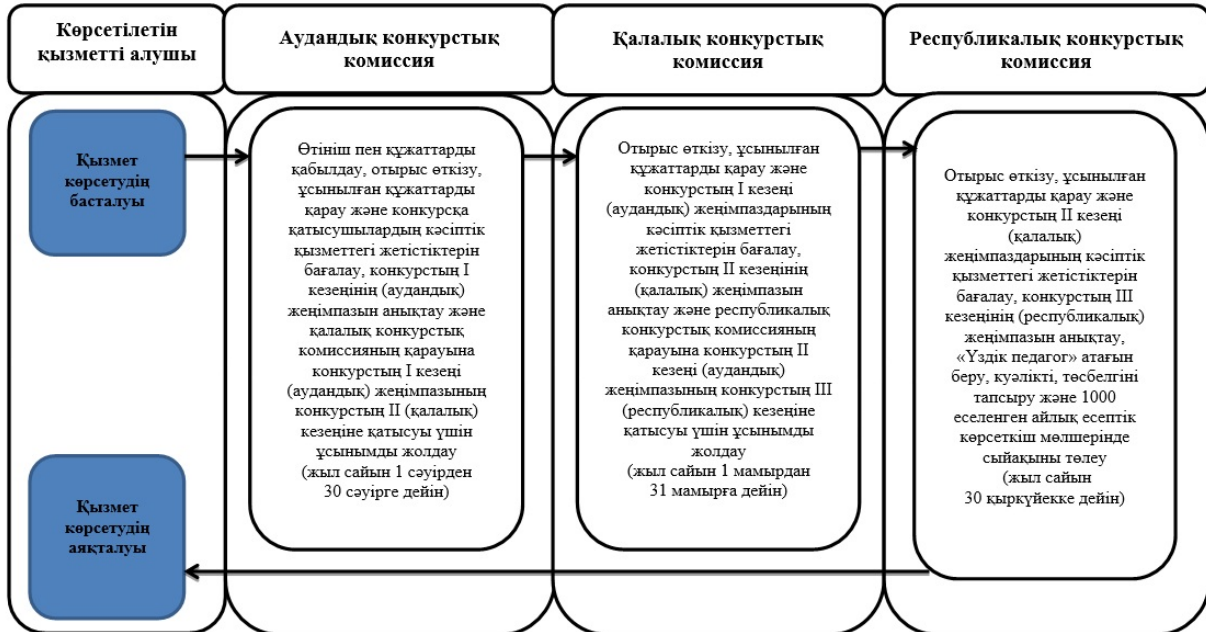 Көрсетілетін
қызметті алушы
Аудандық конкурстық
комиссия
Қалалық конкурстық
комиссия
Республикалық конкурстық
комиссия
Қызмет
көрсетудің
басталуы
Өтініш пен құжаттарды
қабылдау, отырыс өткізу,
ұсынылған құжаттарды
қарау және конкурсқа
қатысушылардың кәсіптік
қызметтегі жетістіктерін
бағалау, конкурстың I
кезеңінің (аудандық)
жеңімпазын анықтау және
қалалық конкурстық
комиссияның қарауына
конкурстың I кезеңі
(аудандық) жеңімпазының
конкурстың II (қалалық)
кезеңіне қатысуы үшін
ұсынымды жолдау
(жыл сайын 1 сәуірден
30 сәуірге дейін)
Отырыс өткізу, ұсынылған
құжаттарды қарау және
конкурстың I кезеңі
(аудандық) жеңімпаздарының
кәсіптік қызметтегі
жетістіктерін бағалау,
конкурстың II кезеңінің
(қалалық) жеңімпазын
анықтау және республикалық
конкурстық комиссияның
қарауына конкурстың II
кезеңі (аудандық)
жеңімпазының конкурстың III
(республикалық) кезеңіне
қатысуы үшін ұсынымды
жолдау
(жыл сайын 1 мамырдан
31 мамырға дейін)
Отырыс өткізу, ұсынылған
құжаттарды қарау және
конкурстың II кезеңі
(қалалық)
жеңімпаздарының кәсіптік
қызметтегі жетістіктерін
бағалау, конкурстың III
кезеңінің (республикалық)
жеңімпазын анықтау,
«Үздік педагог» атағын
беру, куәлікті, төсбелгіні
тапсыру және 1000
еселенген айлық есептік
көрсеткіш мөлшерінде
сыйақыны төлеу
(жыл сайын
30 қыркүйекке дейін)
Қызмет
көрсетудің
аяқталуы